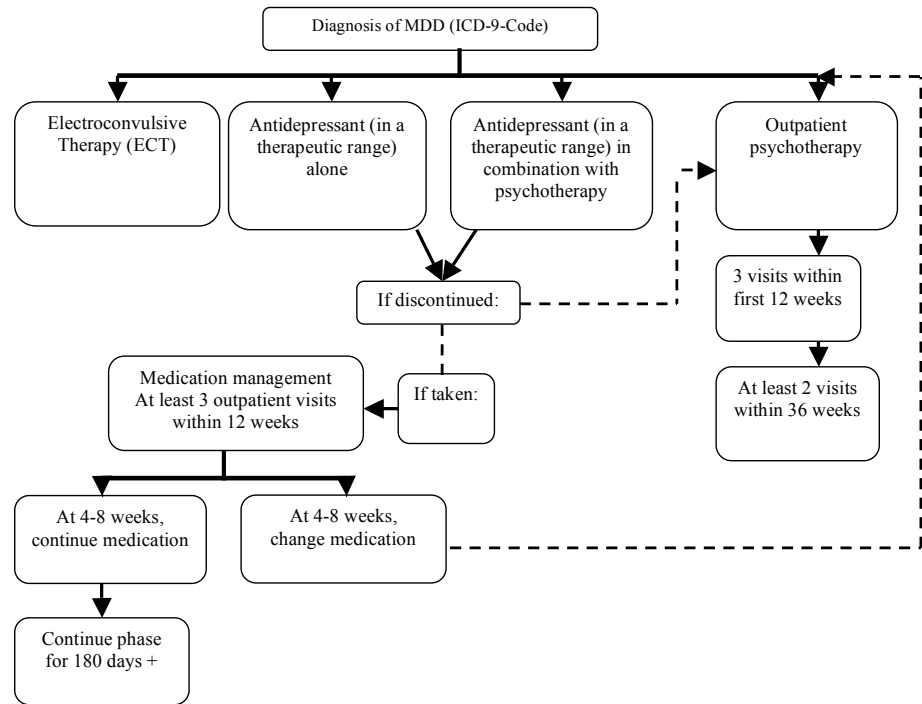 Diagnosis of MDD (ICD-9-Code)
Electroconvulsive
Therapy (ECT)
Antidepressant (in a
therapeutic range)
alone
Antidepressant (in
a therapeutic range) in
combination with
psychotherapy
Outpatient
psychotherapy
If discontinued:
3 visits within
first 12 weeks
Medication management
At least 3 outpatient visits
within 12 weeks
If taken:
At least 2 visits
within 36 weeks
At 4-8 weeks,
continue medication
At 4-8 weeks,
change medication
Continue phase
for 180 days +